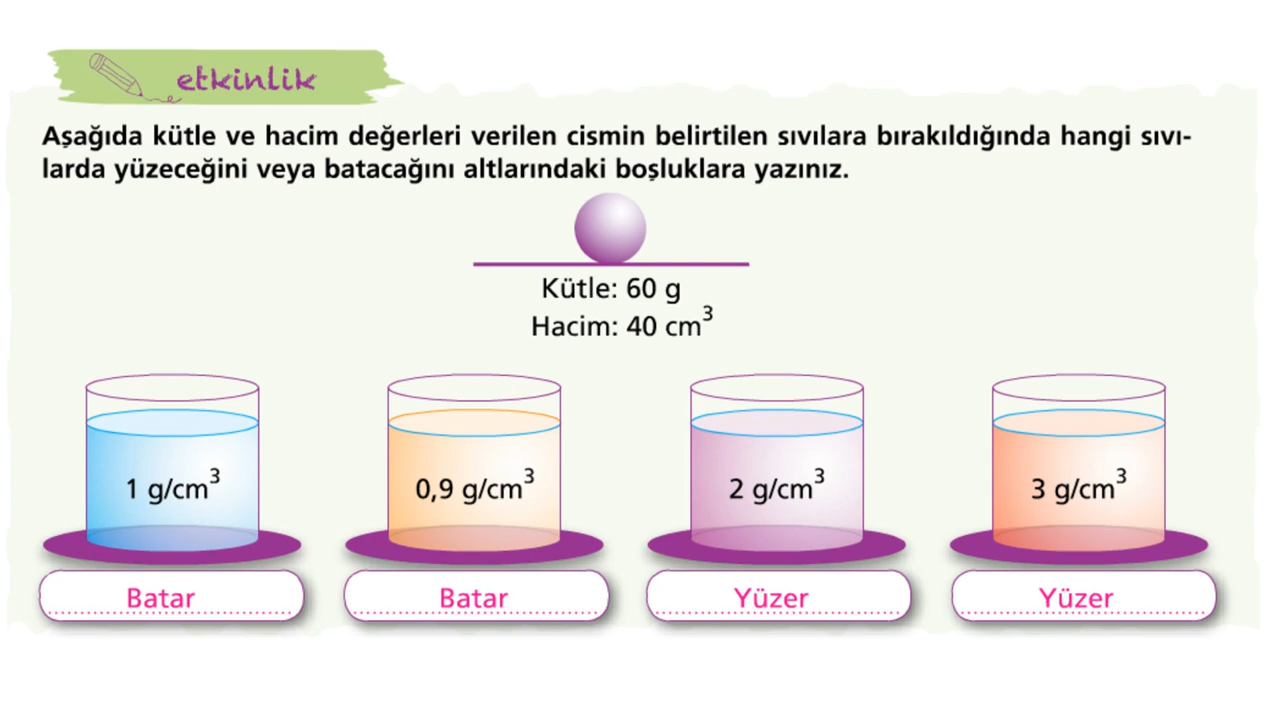 etkinlik
Aşağıda kütle ve hacim değerleri verilen cismin belirtilen sıvılara bırakıldığında hangi sıvı-
larda yüzeceğini veya batacağını altlarındaki boşluklara yazınız.
Kütle: 60 g
Hacim: 40 cm³
1 g/cm³
0,9 g/cm³
2 g/cm³
3 g/cm³
Batar
Batar
Yüzer
Yüzer